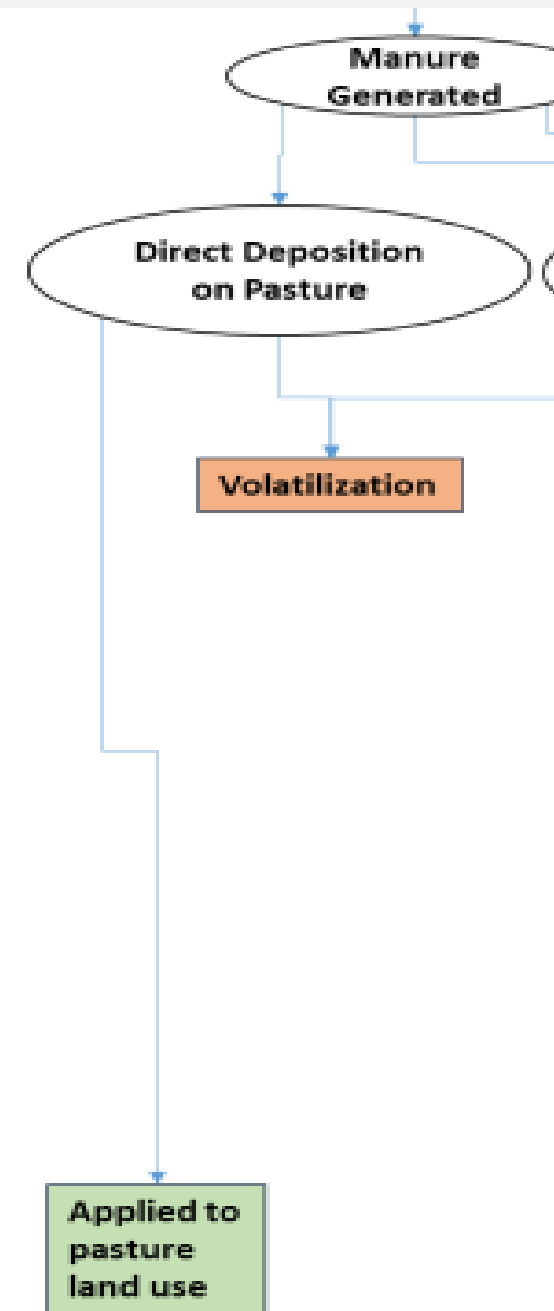 Manure
Generated
Direct Deposition
on Pasture
Volatilization
Applied to
pasture
land use